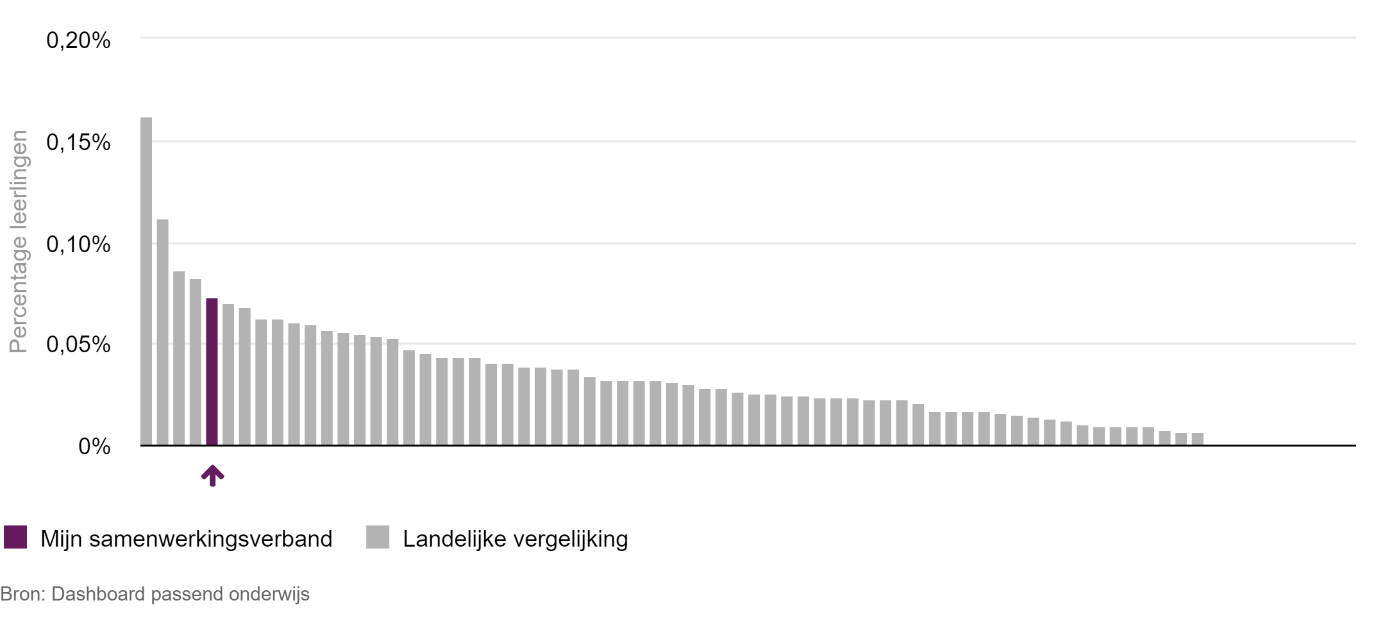 0,20%
0,15%
0,10%
0,05%
0%
Percentage leerlingen
Mijn samenwerkingsverband
Landelijke vergelijking
Bron: Dashboard passend onderwijs